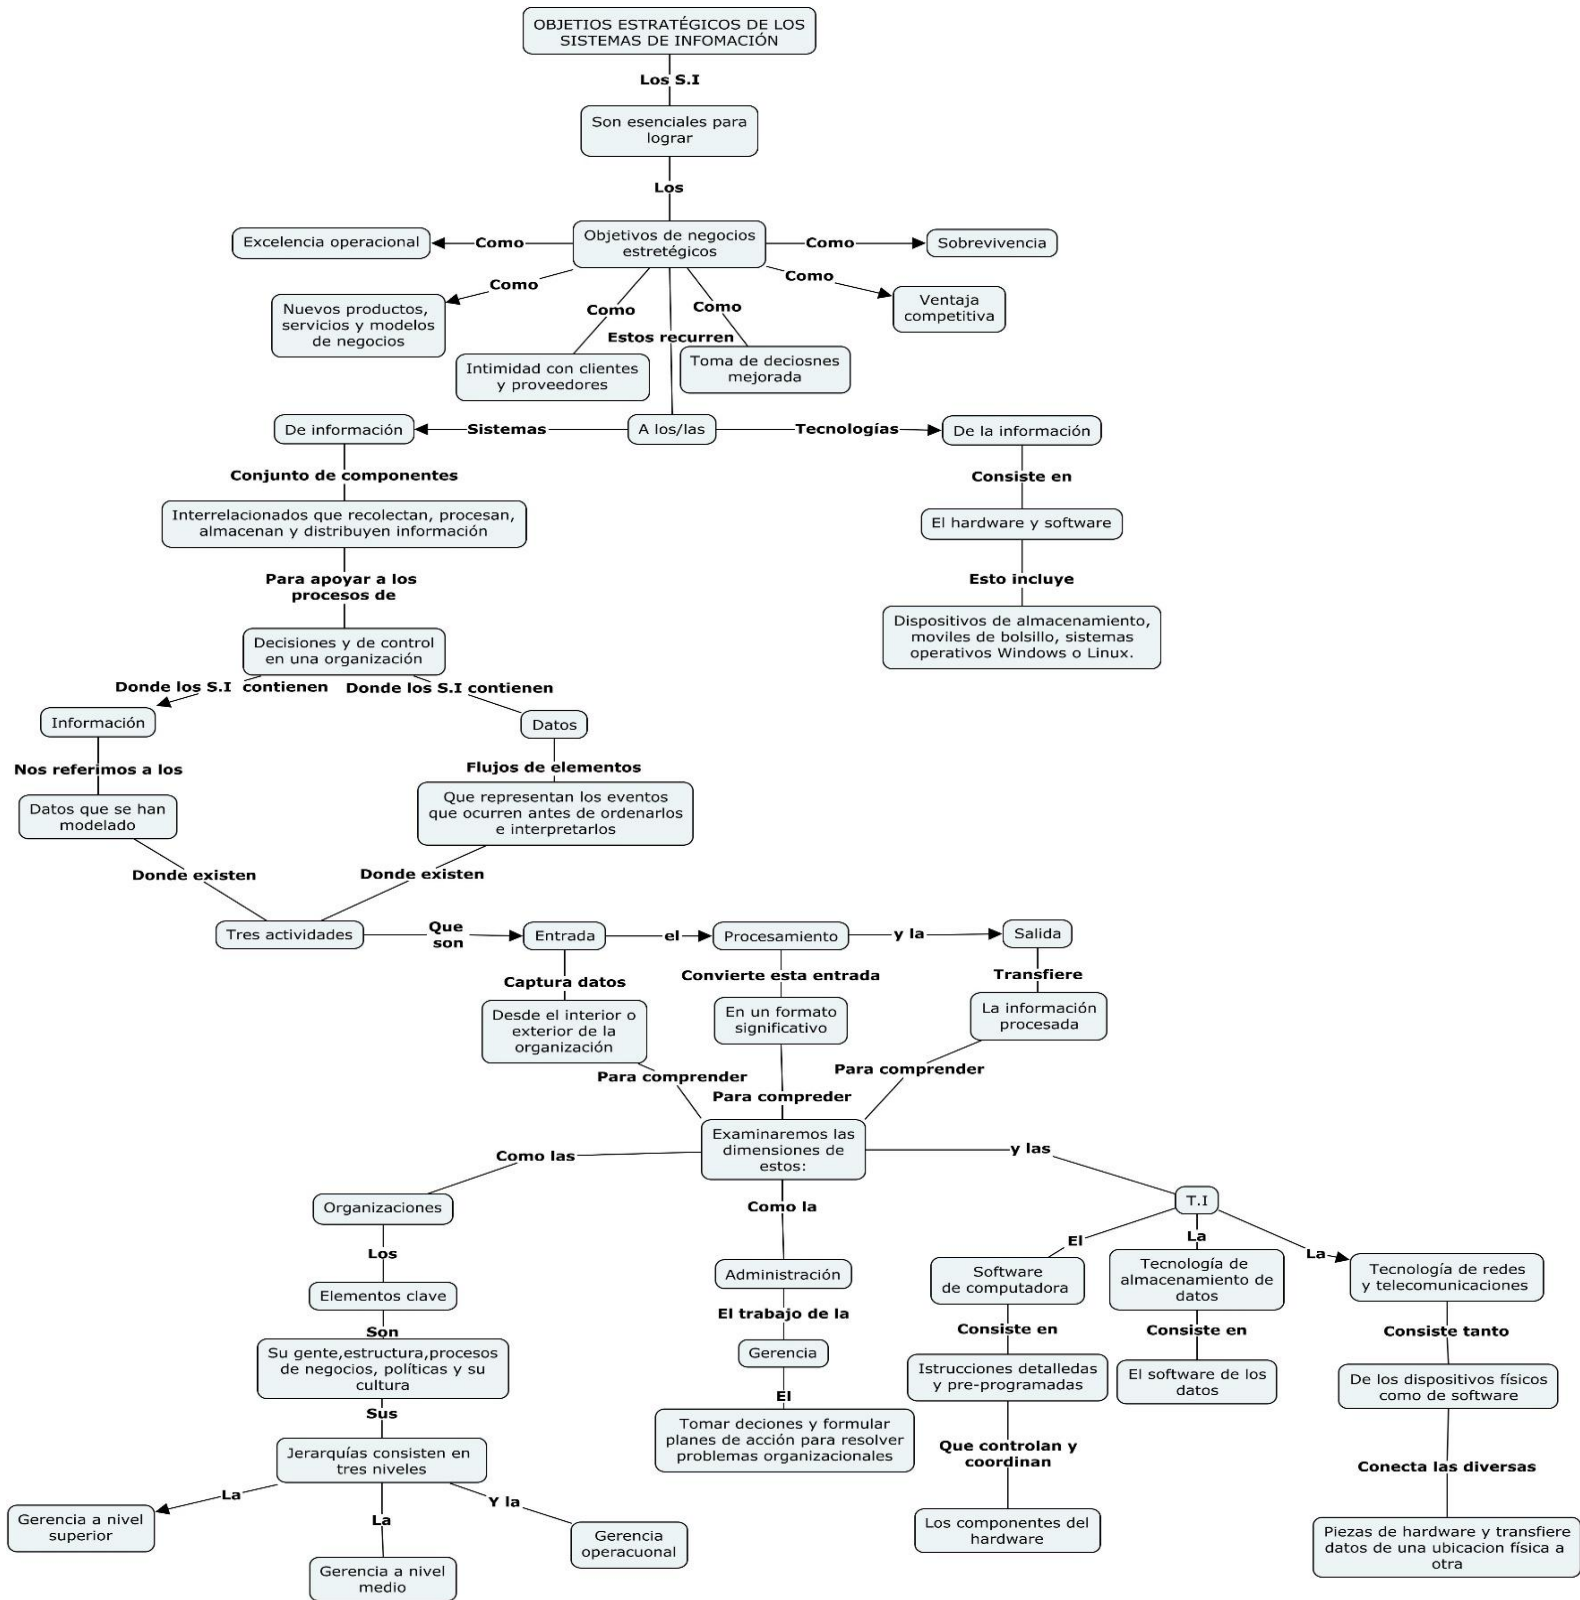 OBJETIOS ESTRATÉGICOS DE LOS
SISTEMAS DE INFOMACIÓN
Los S.I
Son esenciales para
lograr
Los
Objetivos de negocios
estretégicos
Como
Excelencia operacional
Como
Sobrevivencia
Como
Nuevos productos,
servicios y modelos
de negocios
Como
Intimidad con clientes
y proveedores
Como
Toma de deciosnes
mejorada
Como
Ventaja
competitiva
Estos recurren
A los/las
Sistemas
De información
Tecnologías
De la información
Conjunto de componentes
Interrelacionados que recolectan, procesan,
almacenan y distribuyen información
Para apoyar a los
procesos de
Decisiones y de control
en una organización
Consiste en
El hardware y software
Esto incluye
Dispositivos de almacenamiento,
moviles de bolsillo, sistemas
operativos Windows o Linux.
Donde los S.I contienen
Información
Nos referimos a los
Datos que se han
modelado
Donde existen
Donde los S.I contienen
Datos
Flujos de elementos
Que representan los eventos
que ocurren antes de ordenarlos
e interpretarlos
Donde existen
Tres actividades
Que
son
Entrada
el
Procesamiento
y la
Salida
Captura datos
Desde el interior o
exterior de la
organización
Para comprender
Convierte esta entrada
En un formato
significativo
Para compreder
Transfiere
La información
procesada
Para comprender
Examinaremos las
dimensiones de
estos:
Como las
Organizaciones
Los
Elementos clave
Son
Su gente,estructura,procesos
de negocios, políticas y su
cultura
Sus
Jerarquías consisten en
tres niveles
La
Gerencia a nivel
superior
La
Gerencia a nivel
medio
Y la
Gerencia
operacuonal
Como la
Administración
El trabajo de la
Gerencia
El
Tomar deciones y formular
planes de acción para resolver
problemas organizacionales
y las
T.I
El
Software
de computadora
Consiste en
Istrucciones detalledas
y pre-programadas
Que controlan y
coordinan
Los componentes del
hardware
La
Tecnología de
almacenamiento de
datos
Consiste en
El software de los
datos
La
Tecnología de redes
y telecomunicaciones
Consiste tanto
De los dispositivos físicos
como de software
Conecta las diversas
Piezas de hardware y transfiere
datos de una ubicacion física a
otra